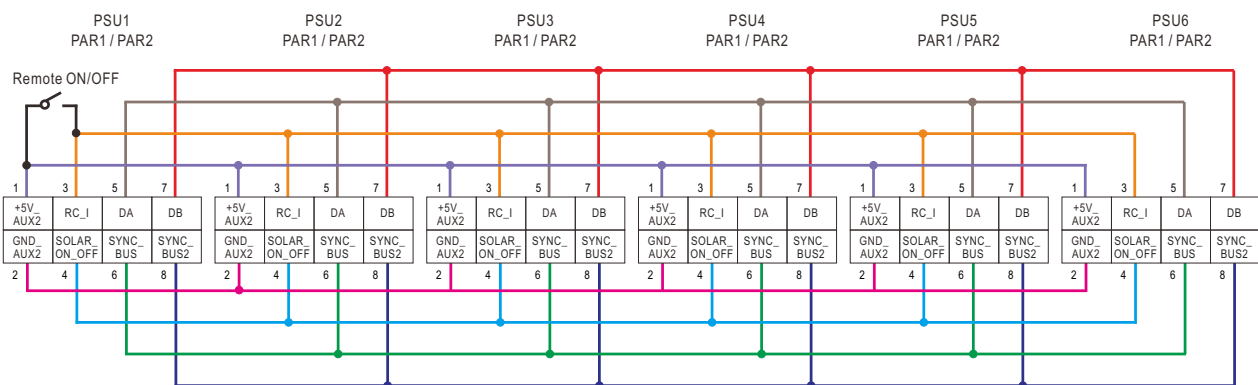 PSU1 PSU2 PSU3 PSU4 PSU5 PSU6
PAR1 / PAR2 PAR1 / PAR2 PAR1 / PAR2 PAR1 / PAR2 PAR1 / PAR2 PAR1 / PAR2
Remote ON/OFF
1 3 5 7 1 3 5 7 1 3 5 7 1 3 5 7 1 3 5 7 1 3 5 7
+5V_ +5V_ +5V_ +5V_ +5V_ +5V_
AUX2 RC_I DA DB AUX2 RC_I DA DB AUX2 RC_I DA DB AUX2 RC_I DA DB AUX2 RC_I DA DB AUX2 RC_I DA DB
GND_ SOLAR_ SYNC_ SYNC_ GND_ SOLAR_ SYNC_ SYNC_ GND_ SOLAR_ SYNC_ SYNC_ GND_ SOLAR_ SYNC_ SYNC_ GND_ SOLAR_ SYNC_ SYNC_ GND_ SOLAR_ SYNC_ SYNC_
AUX2 ON_OFF BUS BUS2 AUX2 ON_OFF BUS BUS2 AUX2 ON_OFF BUS BUS2 AUX2 ON_OFF BUS BUS2 AUX2 ON_OFF BUS BUS2 AUX2 ON_OFF BUS BUS2
2 4 6 8 2 4 6 8 2 4 6 8 2 4 6 8 2 4 6 8 2 4 6 8